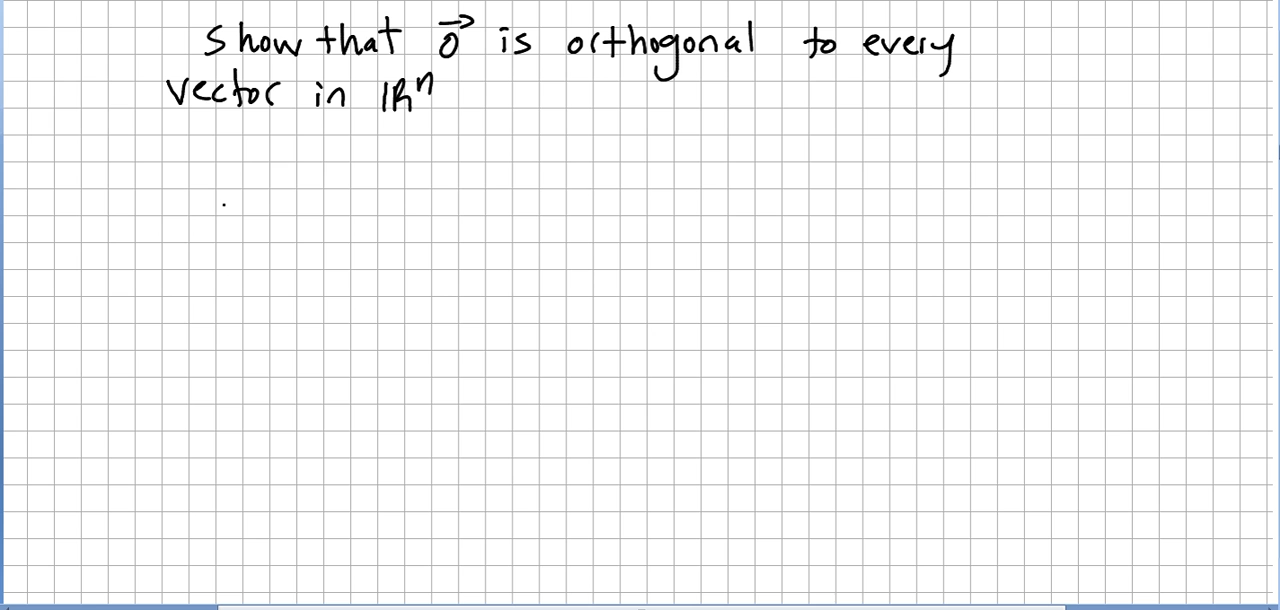 Show that 0⃗ is orthogonal to every
vector in ℝⁿ